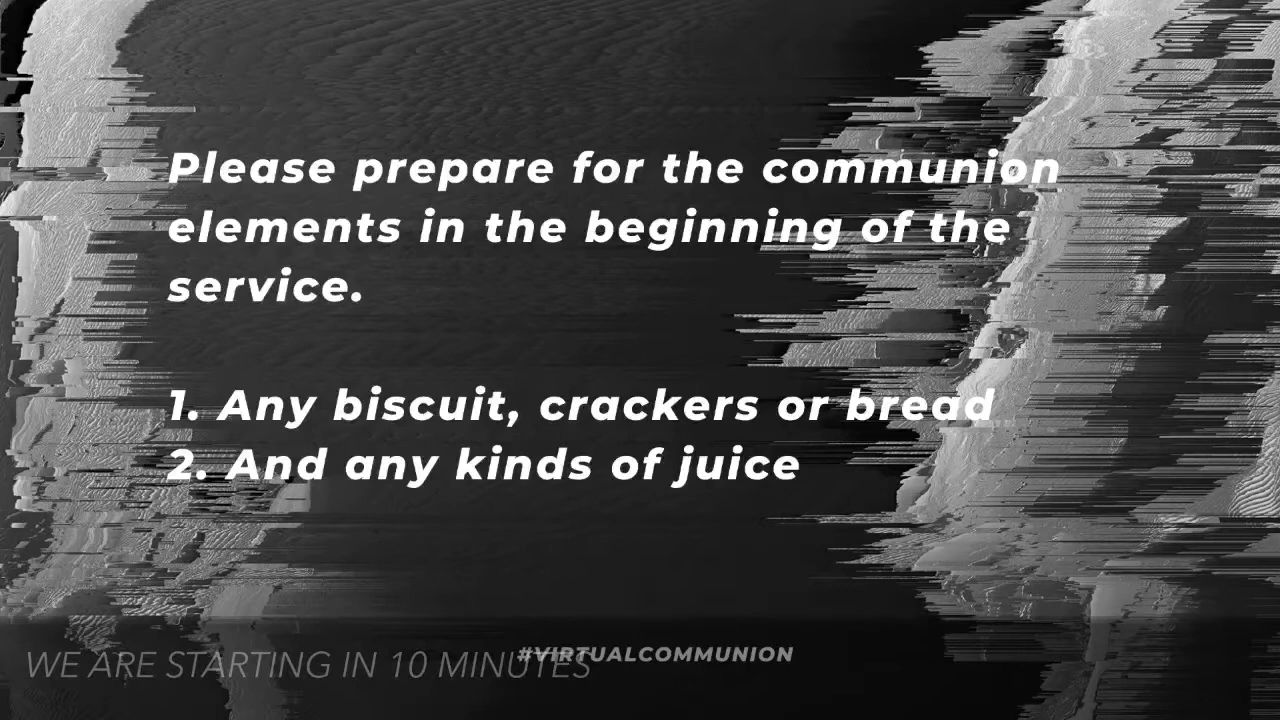 Please prepare for the communion
elements in the beginning of the
service.
1. Any biscuit, crackers or bread
2. And any kinds of juice
WE ARE STARTING IN 10 MINUTES
#VIRTUALCOMMUNION